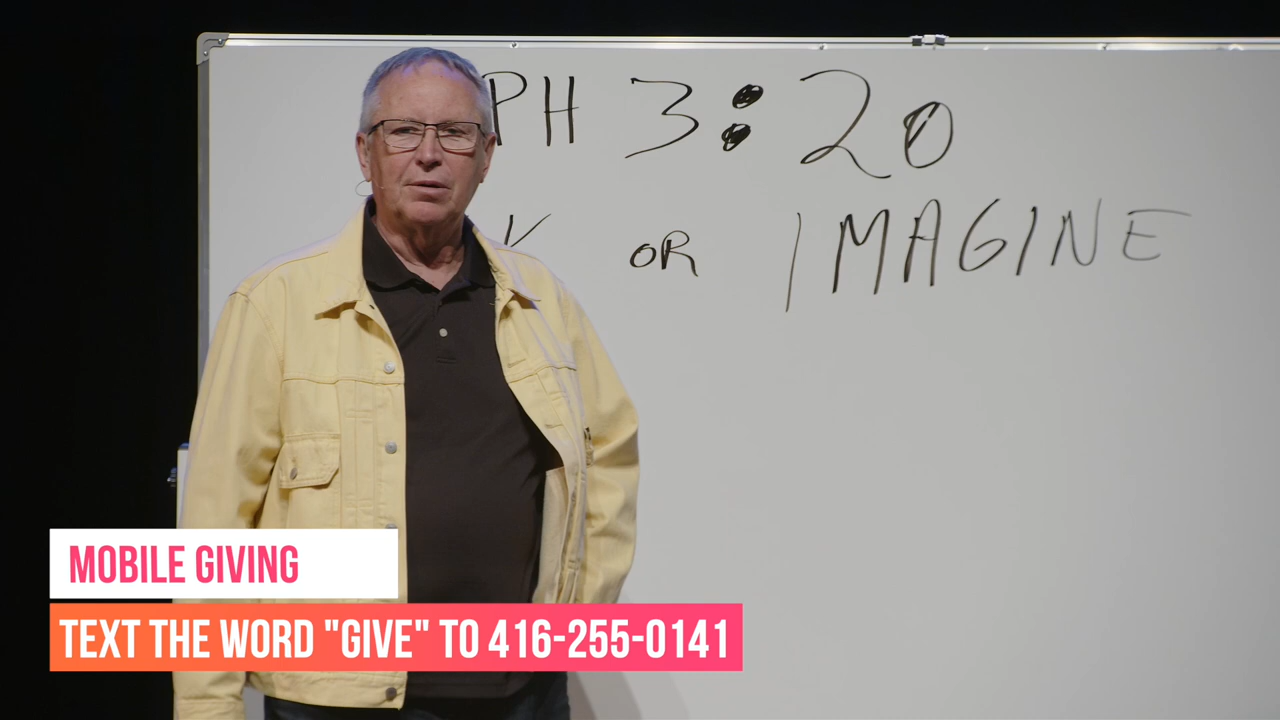 PH 3:20
K OR IMAGINE
MOBILE GIVING
TEXT THE WORD "GIVE" TO 416-255-0141